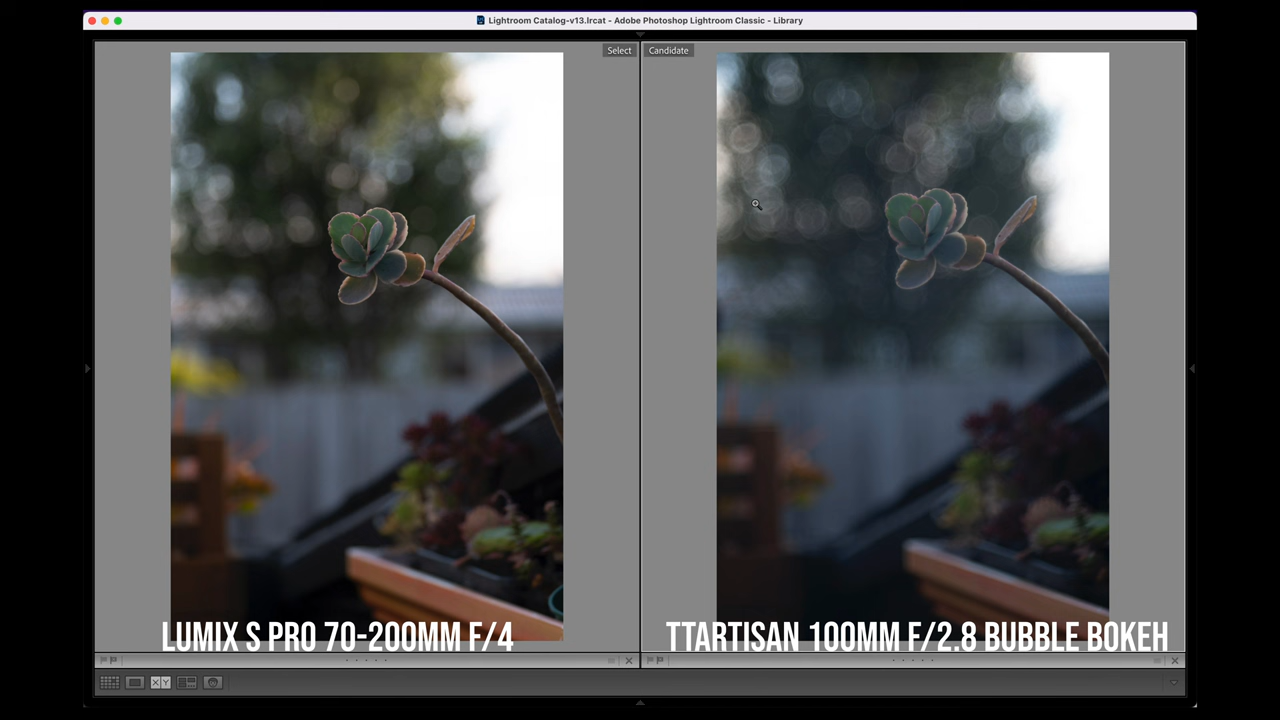 Lightroom Catalog-v13.lrcat - Adobe Photoshop Lightroom Classic - Library
Select
Candidate
LUMIX S PRO 70-200MM F/4
TTARTISAN 100MM F/2.8 BUBBLE BOKEH
XY